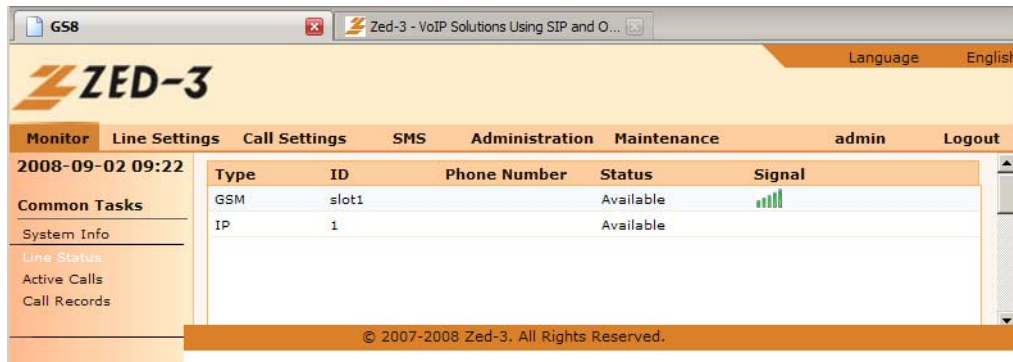 GS8
Zed-3 - VoIP Solutions Using SIP and O...
Language English
ZED-3
Monitor Line Settings Call Settings SMS Administration Maintenance admin Logout
2008-09-02 09:22
Type ID Phone Number Status Signal
GSM slot1 Available
IP 1 Available
Common Tasks
System Info
Line Status
Active Calls
Call Records
© 2007-2008 Zed-3. All Rights Reserved.